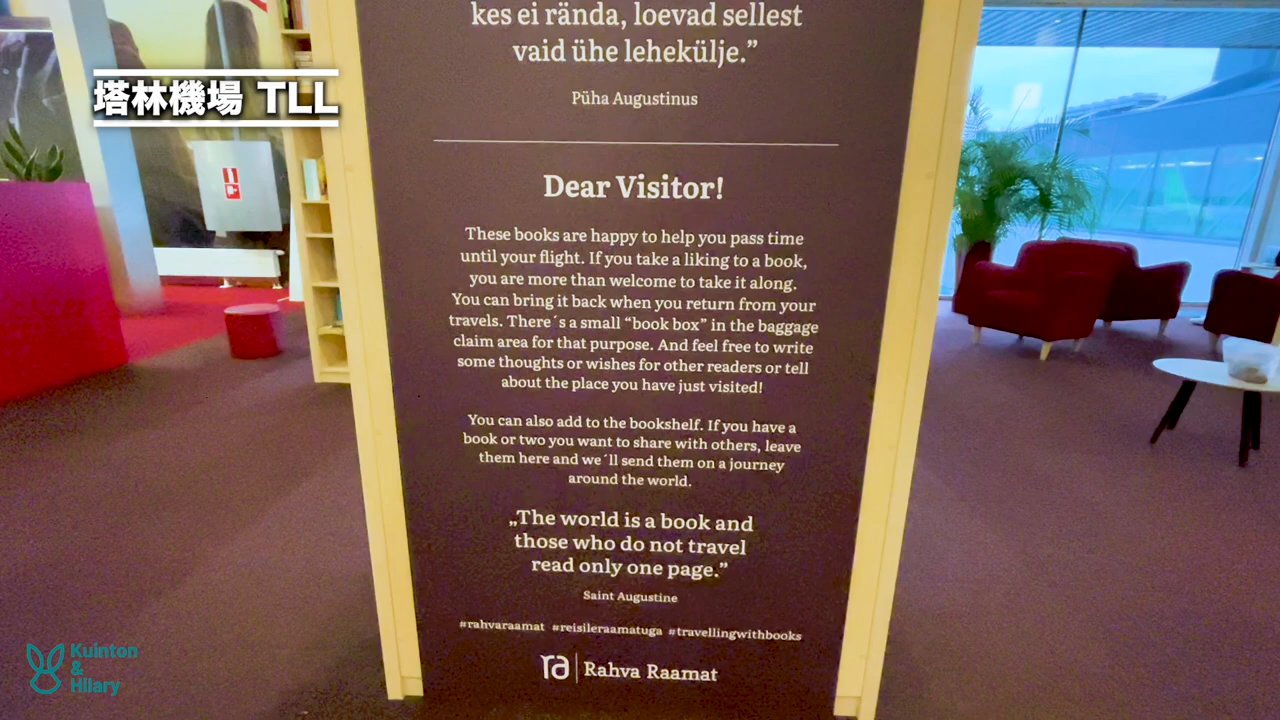 塔林機場 TLL
kes ei rända, loevad sellest
vaid ühe lehekülje.”
Püha Augustinus
Dear Visitor!
These books are happy to help you pass time
until your flight. If you take a liking to a book,
you are more than welcome to take it along.
You can bring it back when you return from your
travels. There´s a small “book box” in the baggage
claim area for that purpose. And feel free to write
some thoughts or wishes for other readers or tell
about the place you have just visited!
You can also add to the bookshelf. If you have a
book or two you want to share with others, leave
them here and we´ll send them on a journey
around the world.
„The world is a book and
those who do not travel
read only one page.”
Saint Augustine
#rahvaraamat #reisileraamatuga #travellingwithbooks
ra Rahva Raamat
Kuinton
&
Hilary